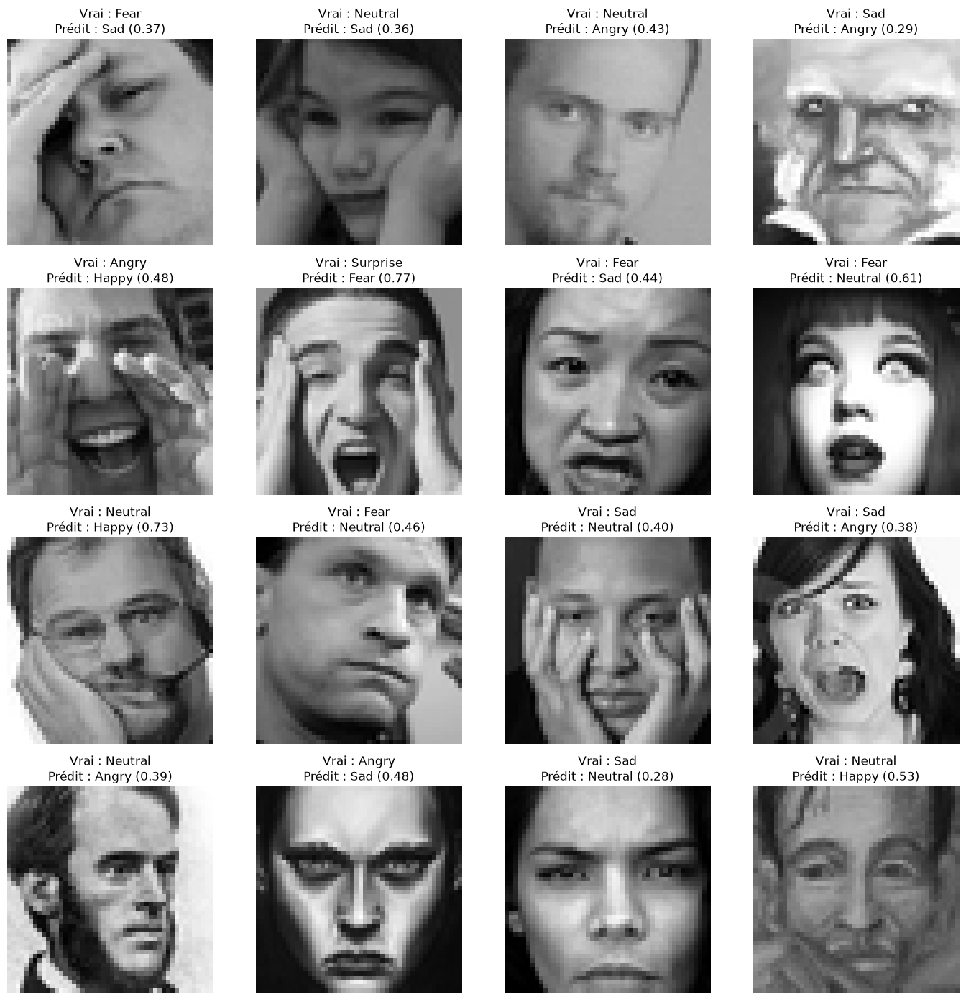 Vrai : Fear
Prédit : Sad (0.37)
Vrai : Neutral
Prédit : Sad (0.36)
Vrai : Neutral
Prédit : Angry (0.43)
Vrai : Sad
Prédit : Angry (0.29)
Vrai : Angry
Prédit : Happy (0.48)
Vrai : Surprise
Prédit : Fear (0.77)
Vrai : Fear
Prédit : Sad (0.44)
Vrai : Fear
Prédit : Neutral (0.61)
Vrai : Neutral
Prédit : Happy (0.73)
Vrai : Fear
Prédit : Neutral (0.46)
Vrai : Sad
Prédit : Neutral (0.40)
Vrai : Sad
Prédit : Angry (0.38)
Vrai : Neutral
Prédit : Angry (0.39)
Vrai : Angry
Prédit : Sad (0.48)
Vrai : Sad
Prédit : Neutral (0.28)
Vrai : Neutral
Prédit : Happy (0.53)